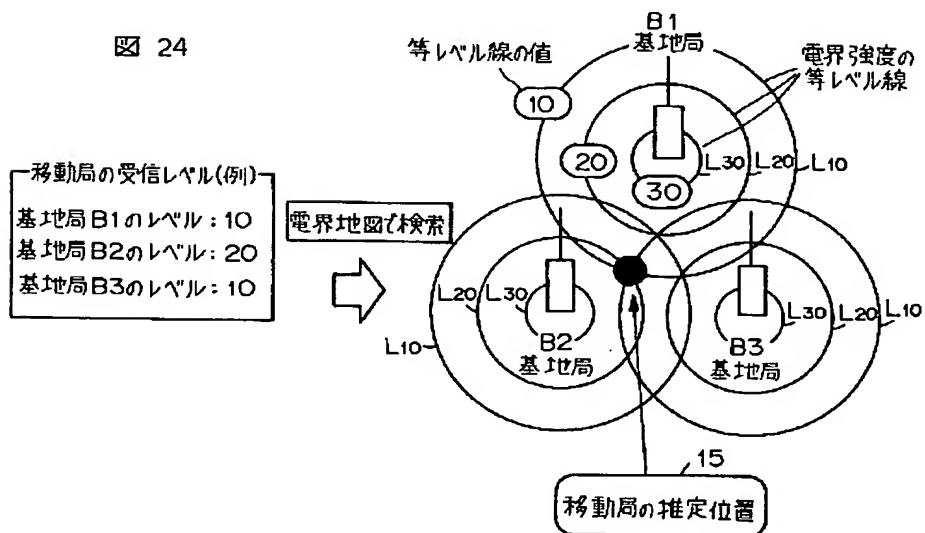 図 24
等レベル線の値
B1
基地局
電界強度の
等レベル線
10
20
30
L30
L20
L10
移動局の受信レベル(例)
基地局B1のレベル：10
基地局B2のレベル：20
基地局B3のレベル：10
電界地図で検索
L10
L20
L30
B2
基地局
B3
基地局
L30
L20
L10
15
移動局の推定位置